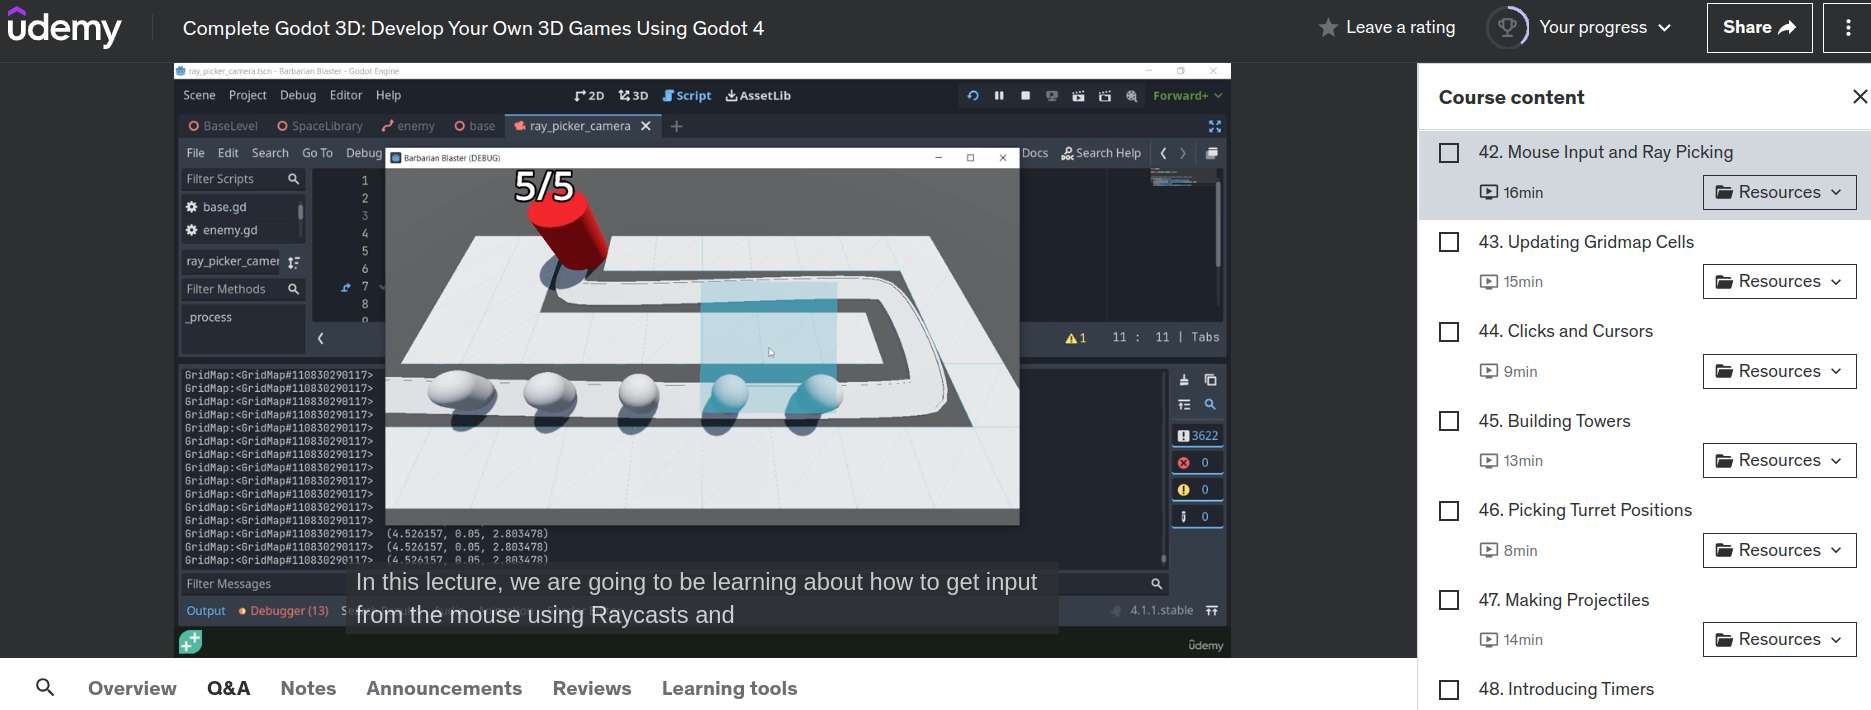 ûdemy
Complete Godot 3D: Develop Your Own 3D Games Using Godot 4
Leave a rating
Your progress
Share
ray_picker_camera.tscn - Barbarian Blaster - Godot Engine
Scene Project Debug Editor Help
2D 3D Script AssetLib
Forward+
BaseLevel SpaceLibrary enemy base ray_picker_camera
File Edit Search Go To Debug
Docs Search Help
Barbarian Blaster (DEBUG)
5/5
Filter Scripts
base.gd
enemy.gd
ray_picker_camer
Filter Methods
_process
1
2
3
4
5
6
7
8
9
1
11 : 11 | Tabs
GridMap:<GridMap#110830290117>
GridMap:<GridMap#110830290117>
GridMap:<GridMap#110830290117>
GridMap:<GridMap#110830290117>
GridMap:<GridMap#110830290117>
GridMap:<GridMap#110830290117>
GridMap:<GridMap#110830290117>
GridMap:<GridMap#110830290117>
GridMap:<GridMap#110830290117>
GridMap:<GridMap#110830290117>
GridMap:<GridMap#110830290117>
GridMap:<GridMap#110830290117>
GridMap:<GridMap#110830290117> (4.526157, 0.05, 2.803478)
GridMap:<GridMap#110830290117> (4.526157, 0.05, 2.803478)
GridMap:<GridMap#110830290117> (4.526157, 0.05, 2.803478)
3622
0
0
0
Filter Messages
Output Debugger (13)
4.1.1.stable
In this lecture, we are going to be learning about how to get input
from the mouse using Raycasts and
ûdemy
Overview Q&A Notes Announcements Reviews Learning tools
Course content
42. Mouse Input and Ray Picking
16min Resources
43. Updating Gridmap Cells
15min Resources
44. Clicks and Cursors
9min Resources
45. Building Towers
13min Resources
46. Picking Turret Positions
8min Resources
47. Making Projectiles
14min Resources
48. Introducing Timers